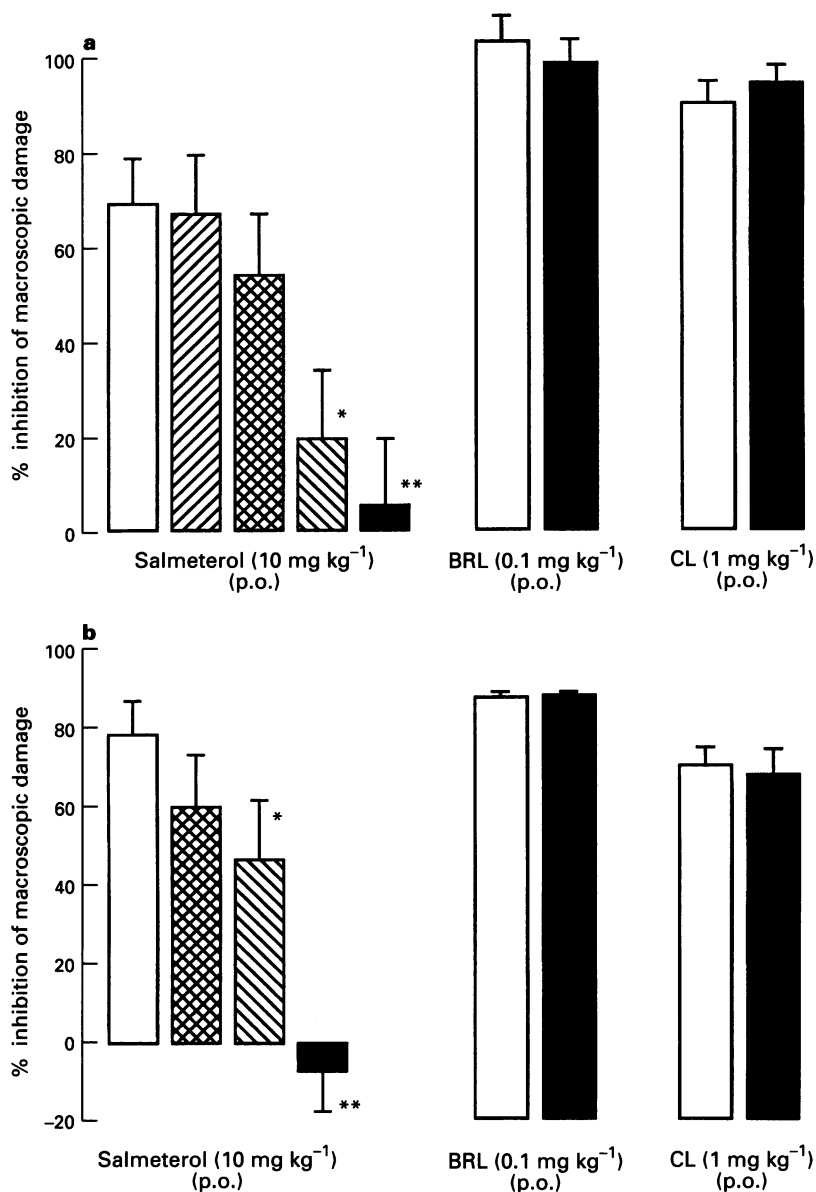 a
% inhibition of macroscopic damage
100
80
60
40
20
0
*
**
Salmeterol (10 mg kg⁻¹)
(p.o.)
BRL (0.1 mg kg⁻¹)
(p.o.)
CL (1 mg kg⁻¹)
(p.o.)
b
% inhibition of macroscopic damage
100
80
60
40
20
0
–20
*
**
Salmeterol (10 mg kg⁻¹)
(p.o.)
BRL (0.1 mg kg⁻¹)
(p.o.)
CL (1 mg kg⁻¹)
(p.o.)